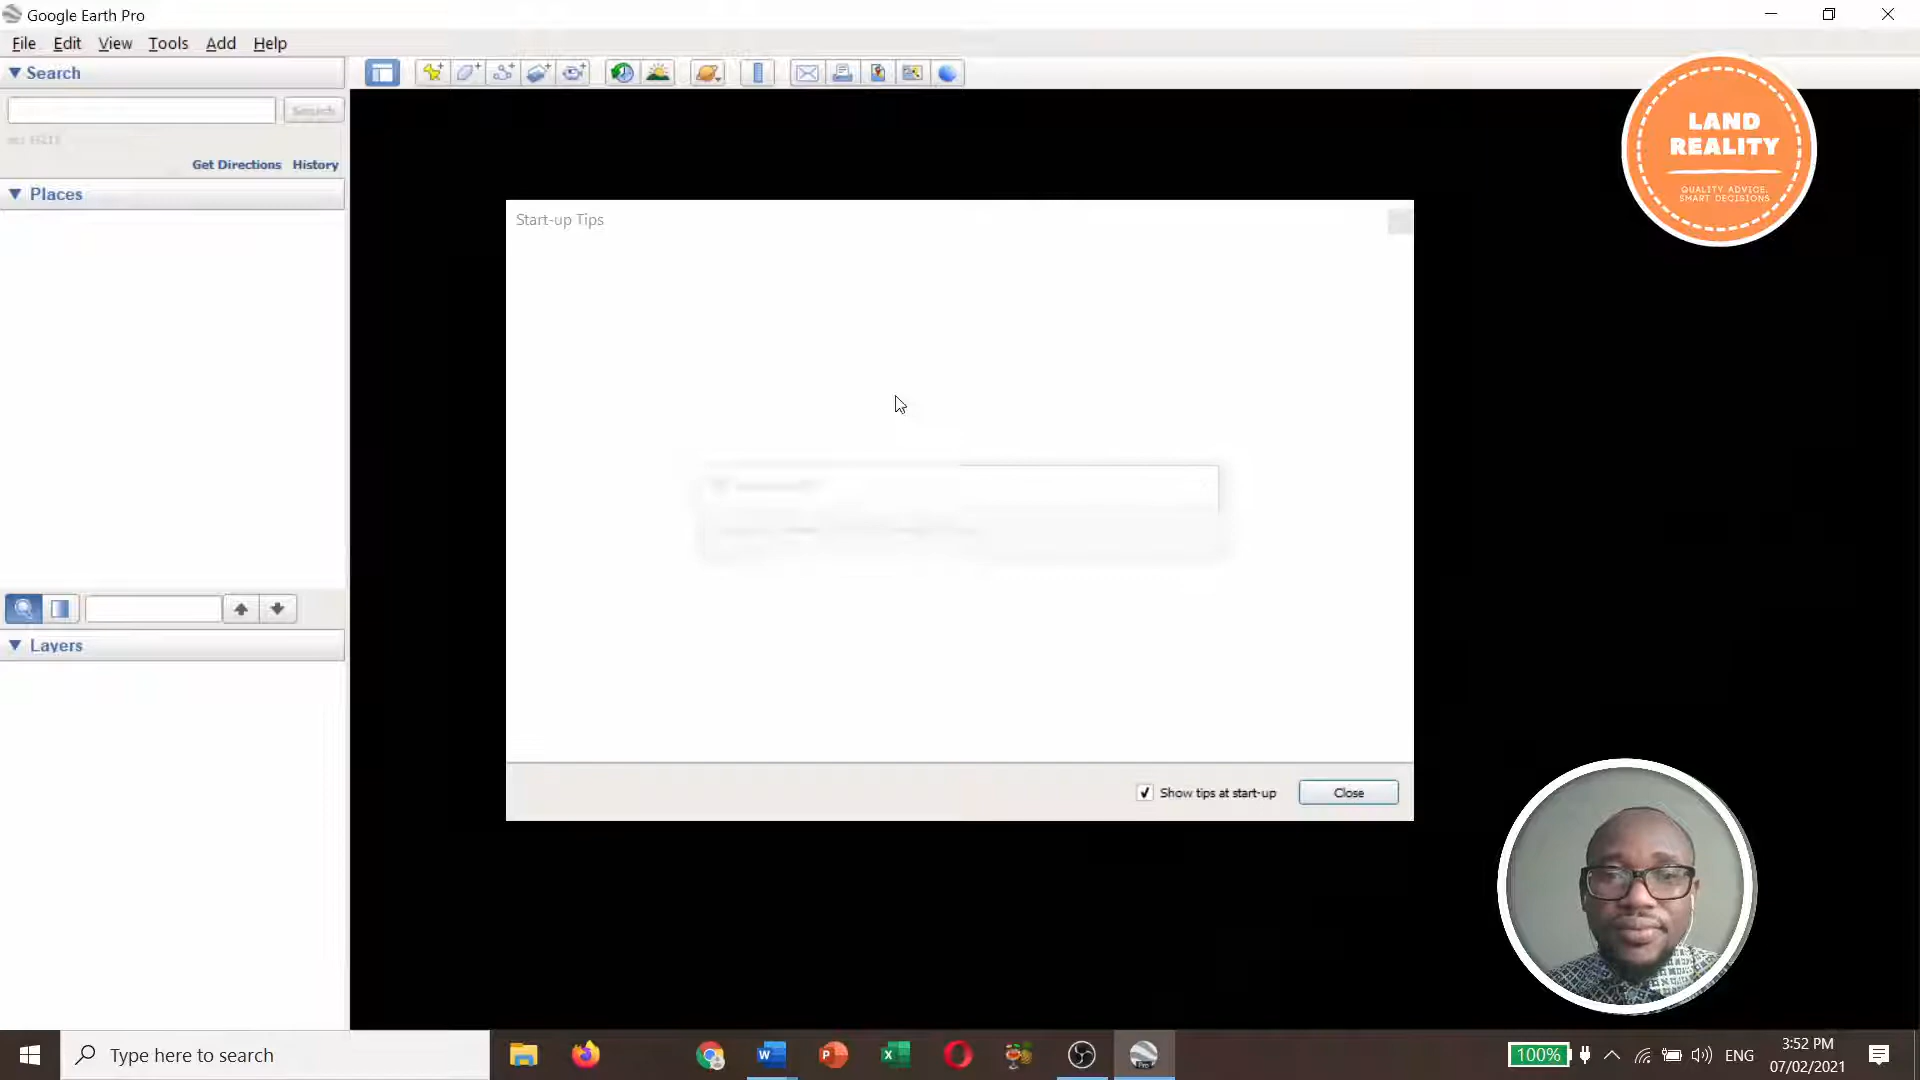 Google Earth Pro
File Edit View Tools Add Help
Search
Search
Get Directions History
Places
Layers
Start-up Tips
Show tips at start-up
Close
LAND
REALITY
QUALITY ADVICE.
SMART DECISIONS
Type here to search
100%
ENG
3:52 PM
07/02/2021